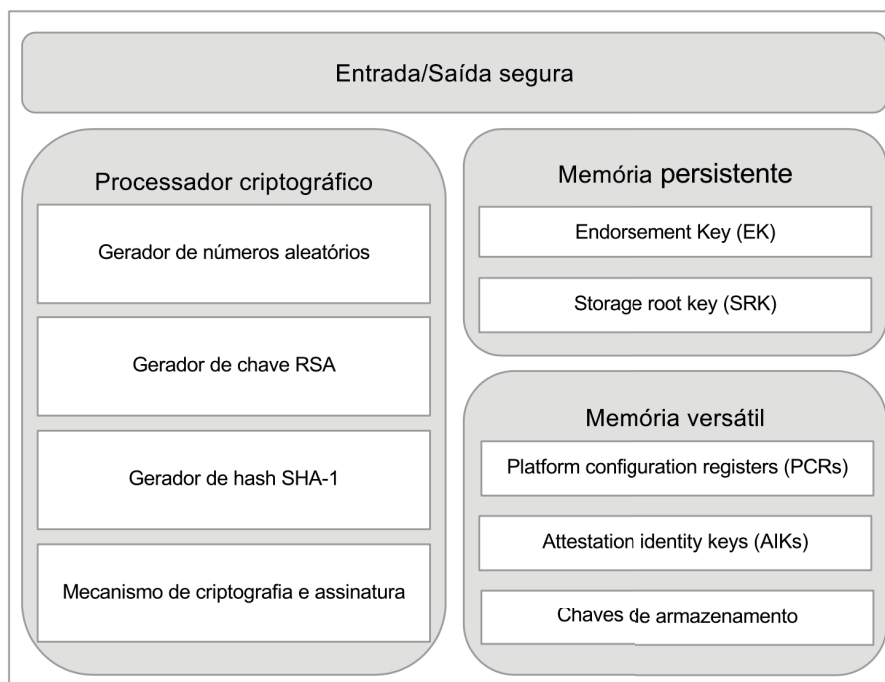 Entrada/Saída segura
Processador criptográfico
Gerador de números aleatórios
Gerador de chave RSA
Gerador de hash SHA-1
Mecanismo de criptografia e assinatura
Memória persistente
Endorsement Key (EK)
Storage root key (SRK)
Memória versátil
Platform configuration registers (PCRs)
Attestation identity keys (AIKs)
Chaves de armazenamento